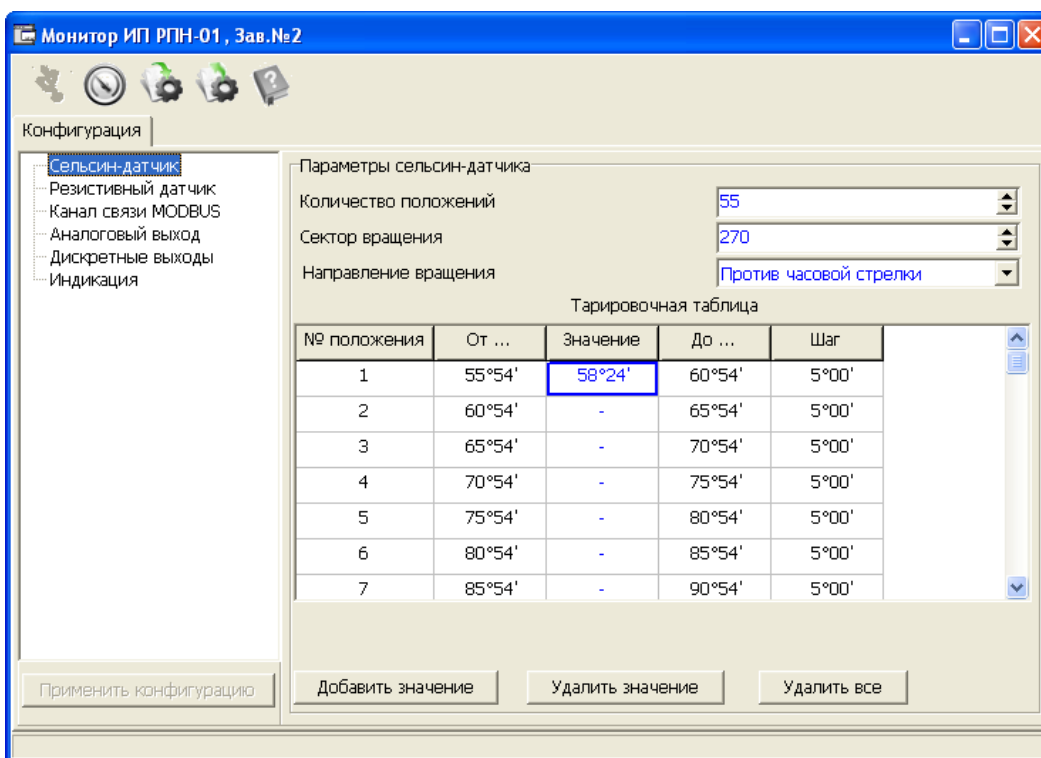 Монитор ИП РПН-01, Зав.№2
Конфигурация
Сельсин-датчик
Резистивный датчик
Канал связи MODBUS
Аналоговый выход
Дискретные выходы
Индикация
Применить конфигурацию
Параметры сельсин-датчика
Количество положений 55
Сектор вращения 270
Направление вращения Против часовой стрелки
Тарировочная таблица
№ положения От ... Значение До ... Шаг
1 55°54' 58°24' 60°54' 5°00'
2 60°54' - 65°54' 5°00'
3 65°54' - 70°54' 5°00'
4 70°54' - 75°54' 5°00'
5 75°54' - 80°54' 5°00'
6 80°54' - 85°54' 5°00'
7 85°54' - 90°54' 5°00'
Добавить значение Удалить значение Удалить все